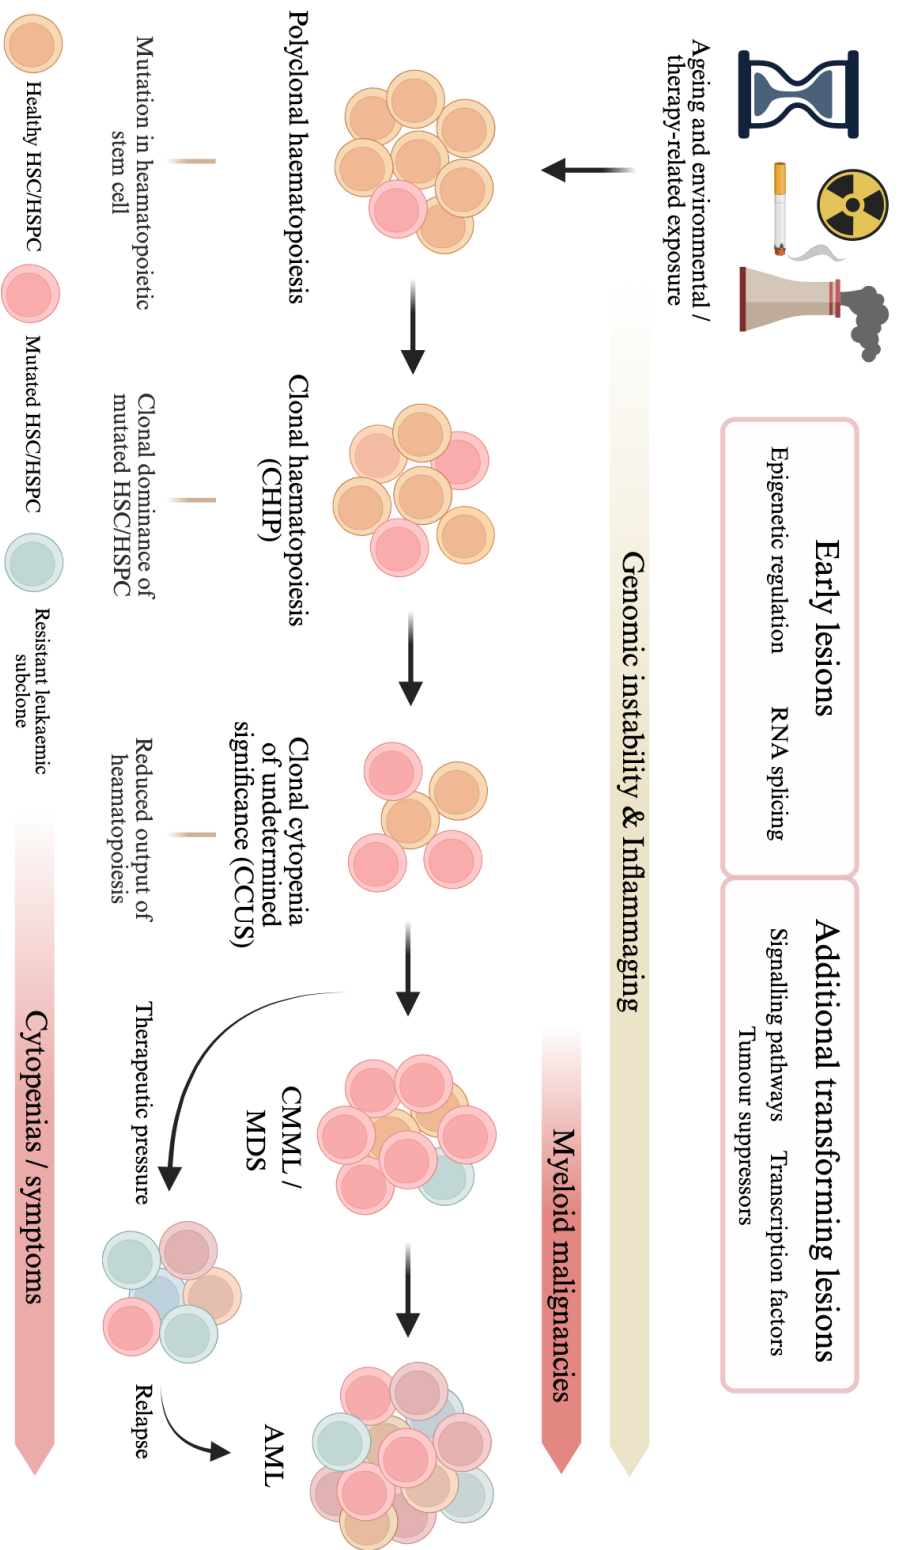 Ageing and environmental /
therapy-related exposure
Early lesions
Epigenetic regulation
RNA splicing
Additional transforming lesions
Signalling pathways
Transcription factors
Tumour suppressors
Genomic instability & Inflammaging
Myeloid malignancies
Polyclonal haematopoiesis
Clonal haematopoiesis
(CHIP)
Clonal cytopenia
of undetermined
significance (CCUS)
CMML /
MDS
AML
Mutation in heamatopoietic
stem cell
Clonal dominance of
mutated HSC/HSPC
Reduced output of
heamatopoiesis
Therapeutic pressure
Relapse
Healthy HSC/HSPC
Mutated HSC/HSPC
Resistant leukaemic
subclone
Cytopenias / symptoms